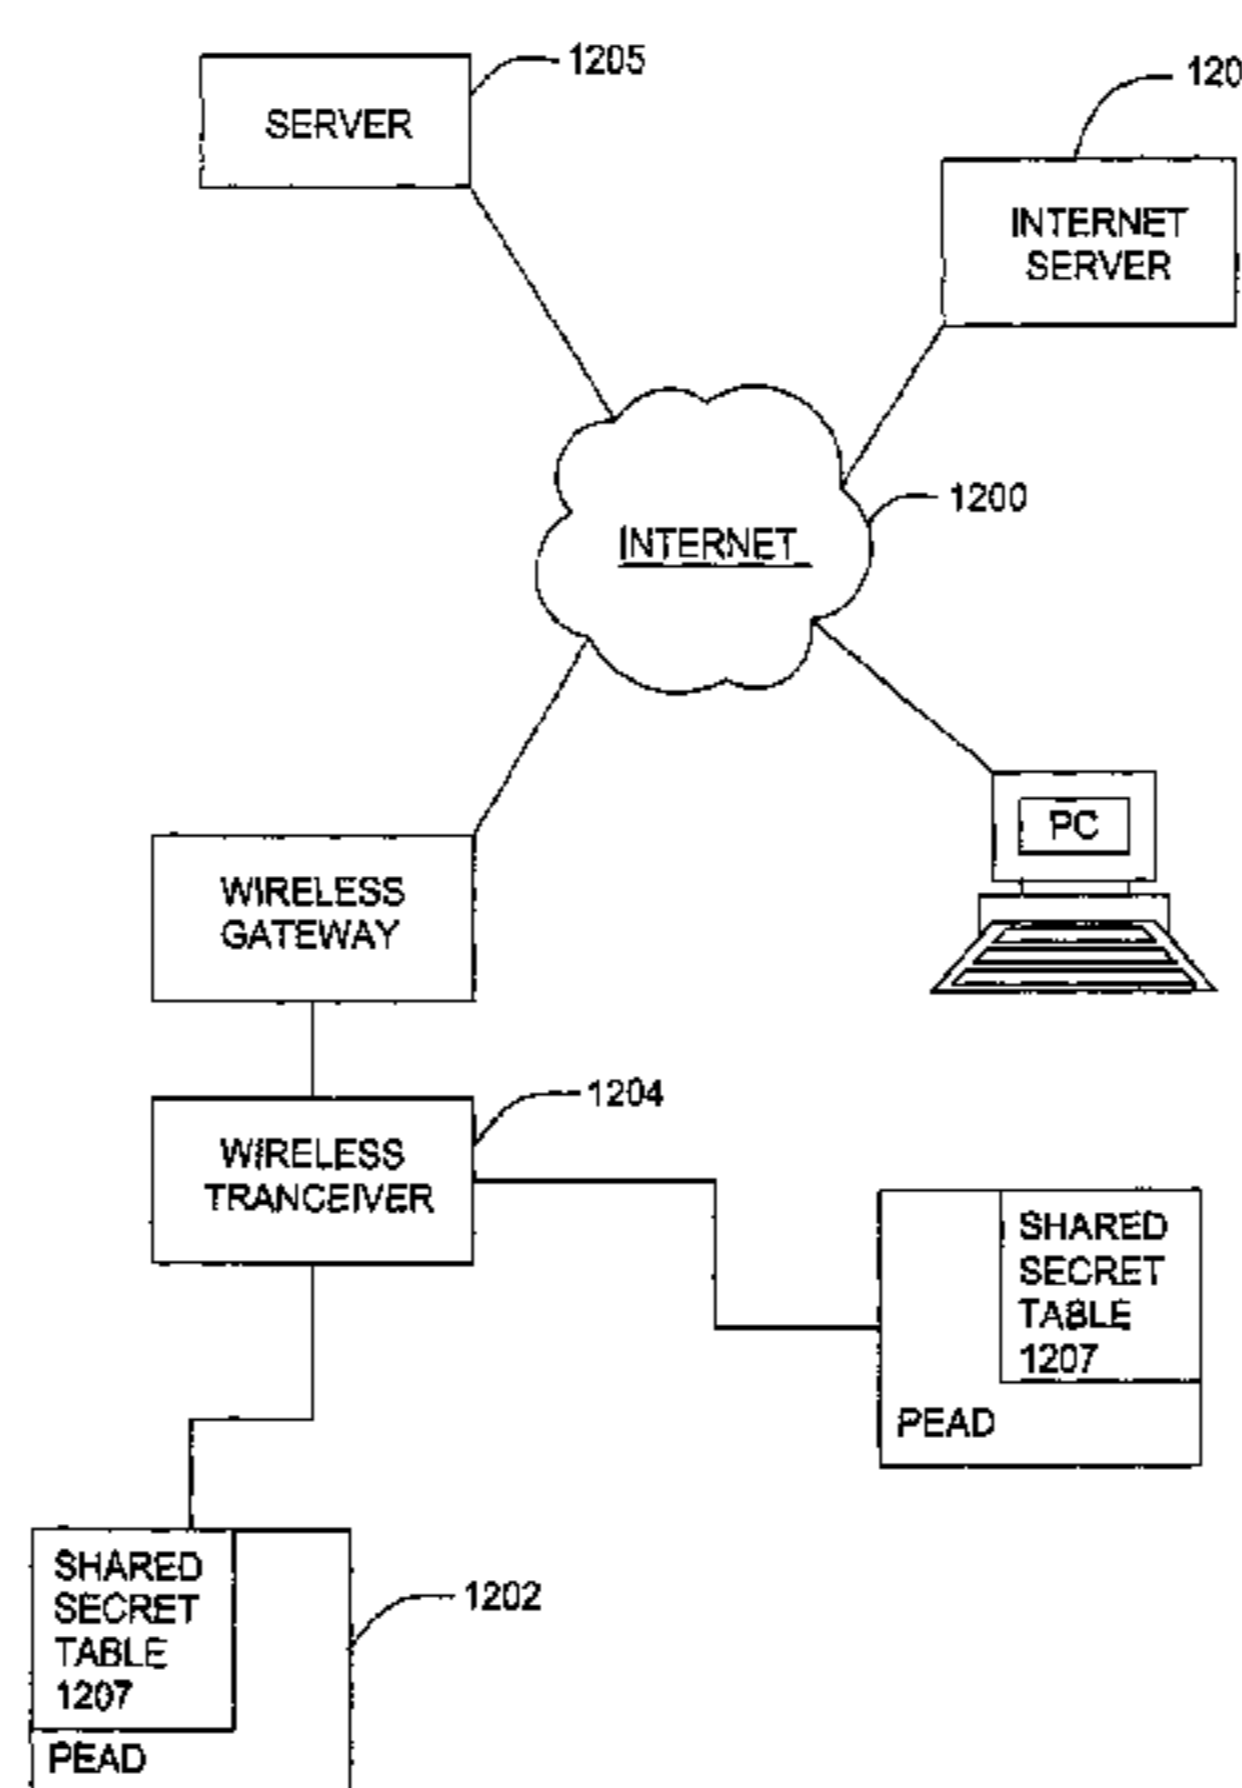 1205
SERVER
120
INTERNET
SERVER
1200
INTERNET
PC
WIRELESS
GATEWAY
1204
WIRELESS
TRANCEIVER
SHARED
SECRET
TABLE
1207
PEAD
1202
SHARED
SECRET
TABLE
1207
PEAD